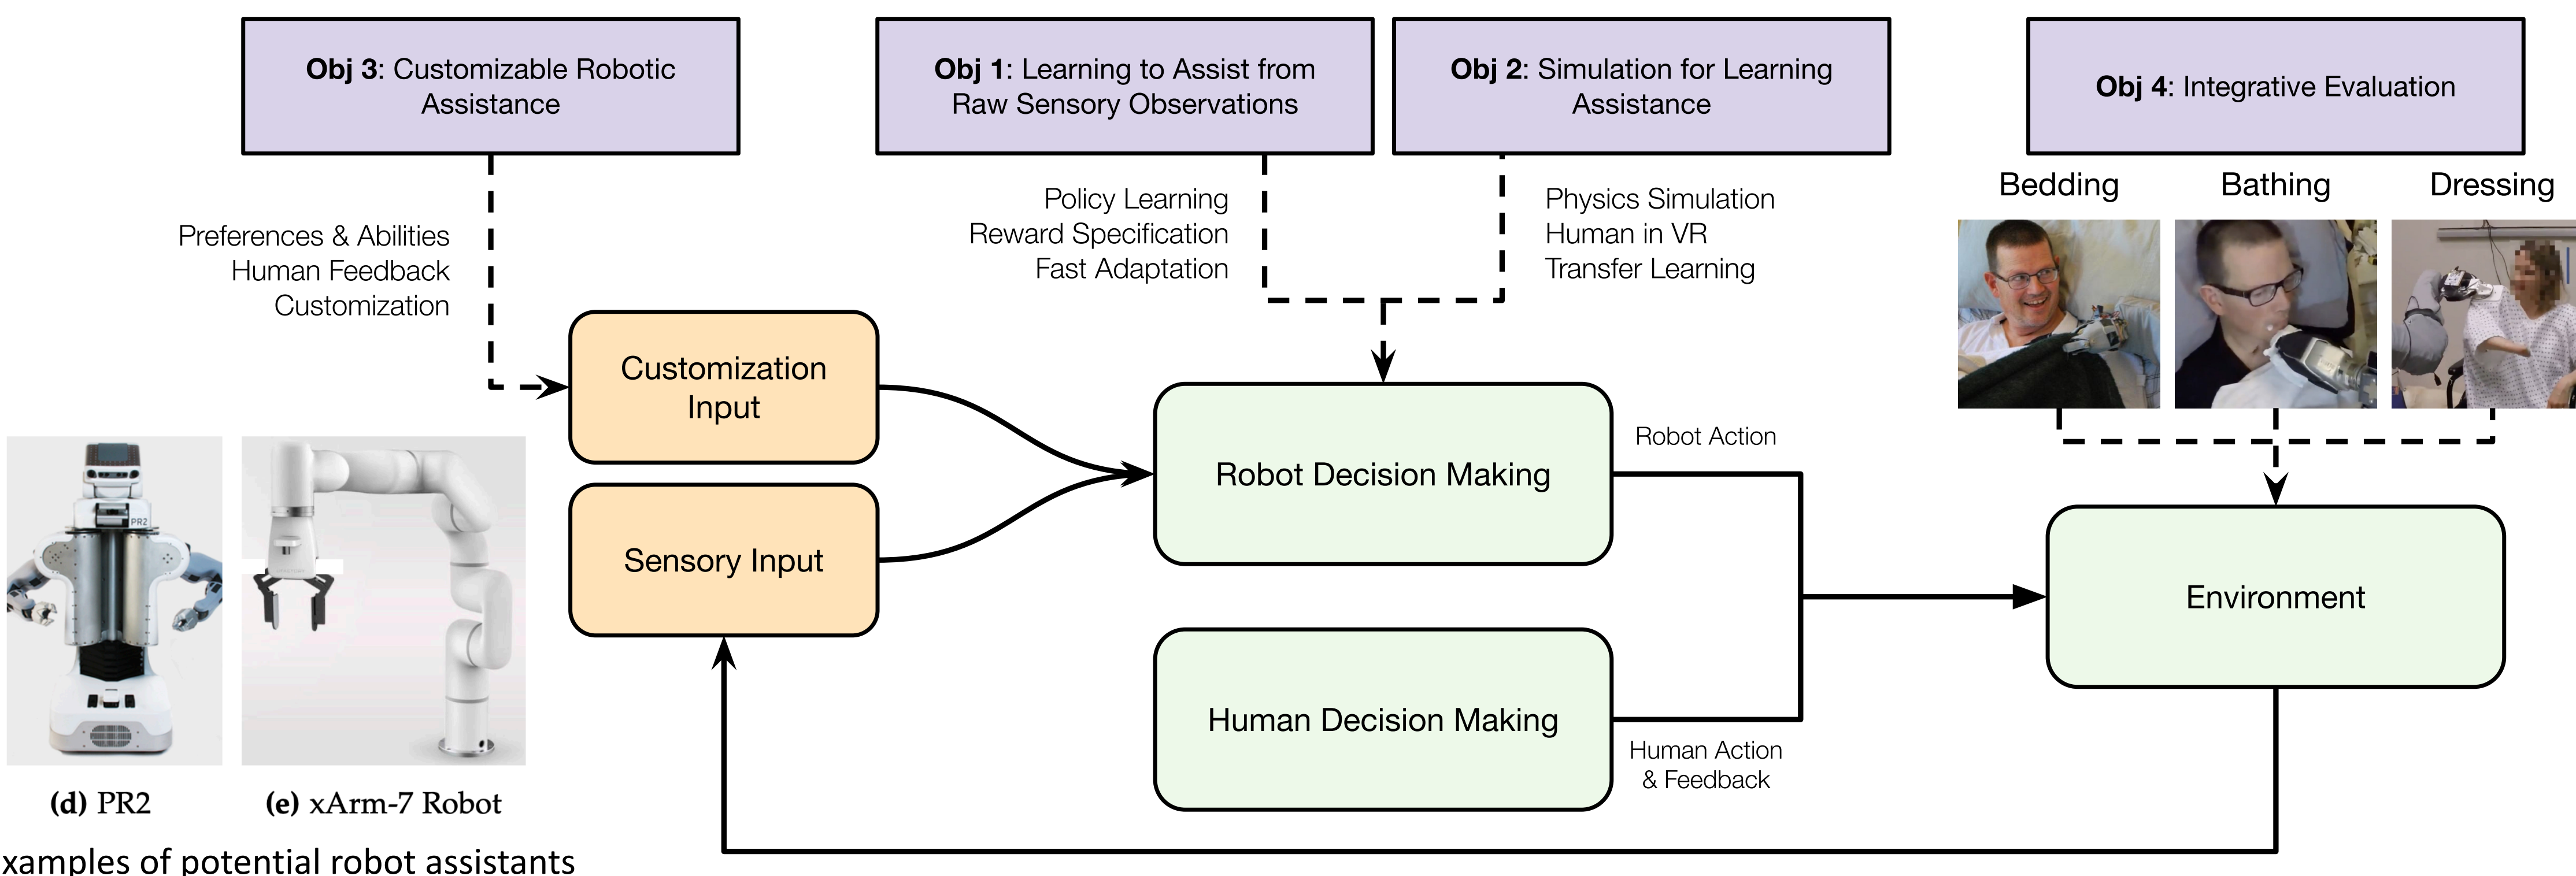 Obj 3: Customizable Robotic
Assistance
Obj 1: Learning to Assist from
Raw Sensory Observations
Obj 2: Simulation for Learning
Assistance
Obj 4: Integrative Evaluation
Preferences & Abilities
Human Feedback
Customization
Policy Learning
Reward Specification
Fast Adaptation
Physics Simulation
Human in VR
Transfer Learning
Bedding
Bathing
Dressing
Customization
Input
Sensory Input
Robot Decision Making
Robot Action
Human Decision Making
Human Action
& Feedback
Environment
PR2
(d) PR2
(e) xArm-7 Robot
xamples of potential robot assistants